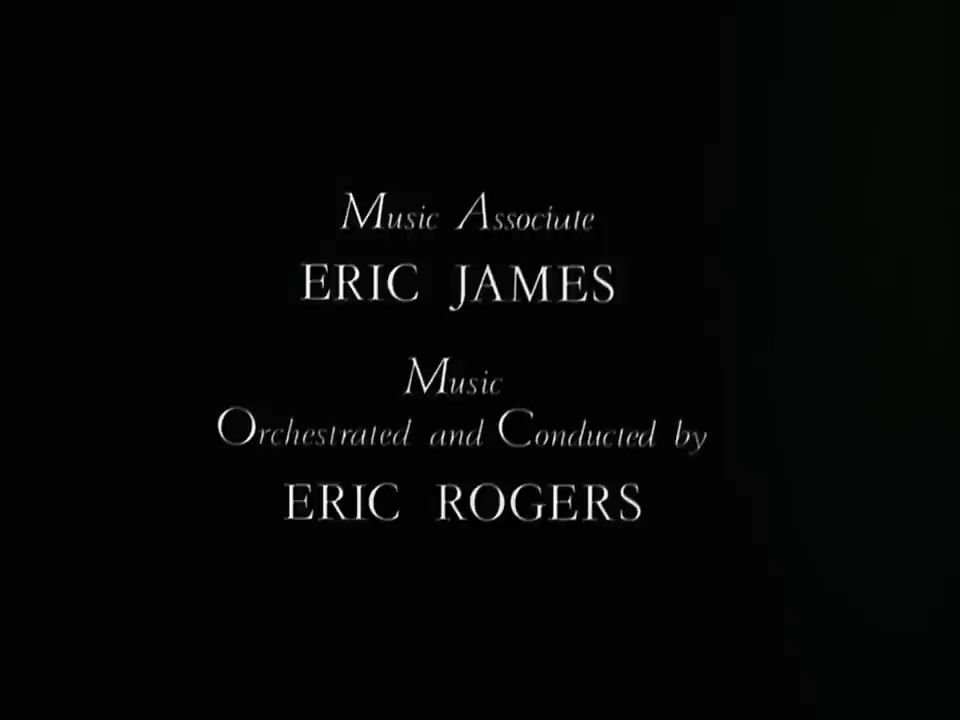 Music Associate
ERIC JAMES
Music
Orchestrated and Conducted by
ERIC ROGERS